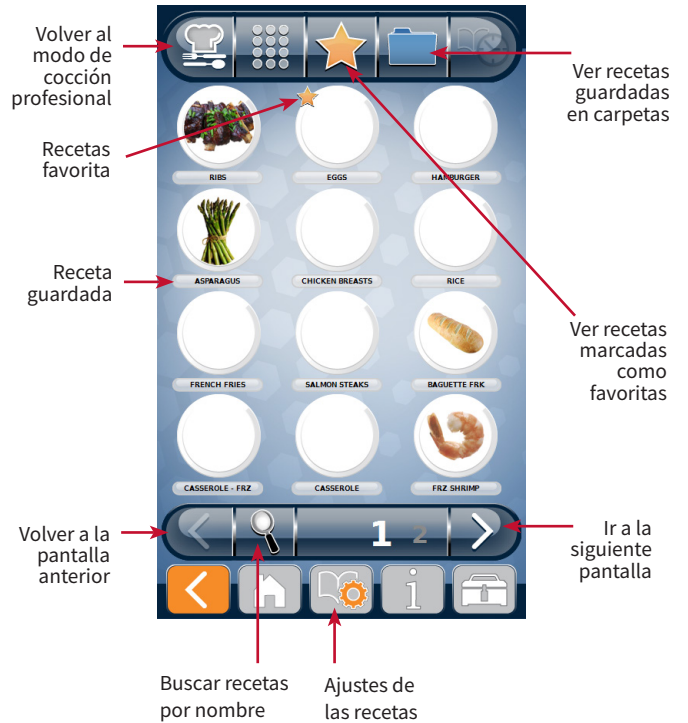 Volver al
modo de
cocción
profesional
Ver recetas
guardadas
en carpetas
Recetas
favorita
RIBS
EGGS
HAMBURGER
Receta
guardada
ASPARAGUS
CHICKEN BREASTS
RICE
Ver recetas
marcadas
como
favoritas
FRENCH FRIES
SALMON STEAKS
BAGUETTE FRK
CASSEROLE - FRZ
CASSEROLE
FRZ SHRIMP
Volver a la
pantalla
anterior
1 2
Ir a la
siguiente
pantalla
i
Buscar recetas
por nombre
Ajustes de
las recetas